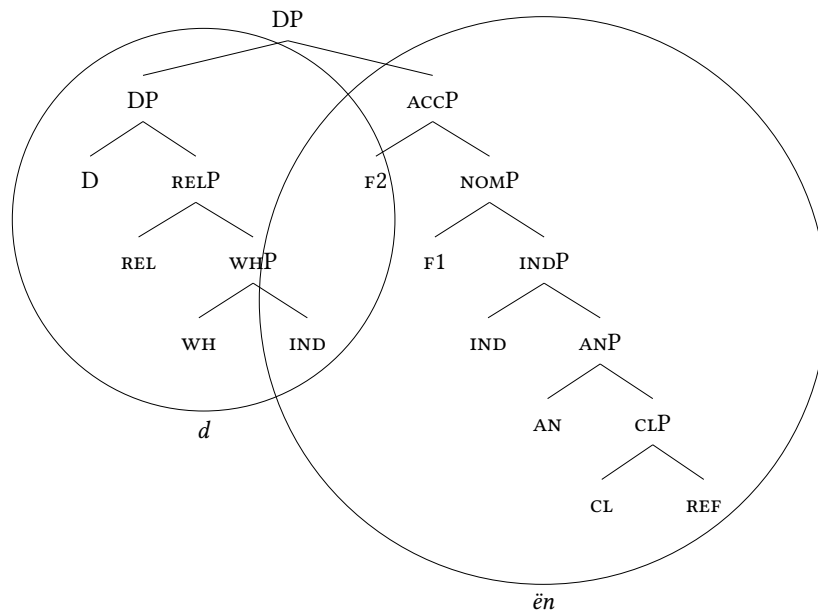 DP
DP ACCP
D RELP F2 NOMP
REL WHP F1 INDP
WH IND IND ANP
d AN CLP
CL REF
ën